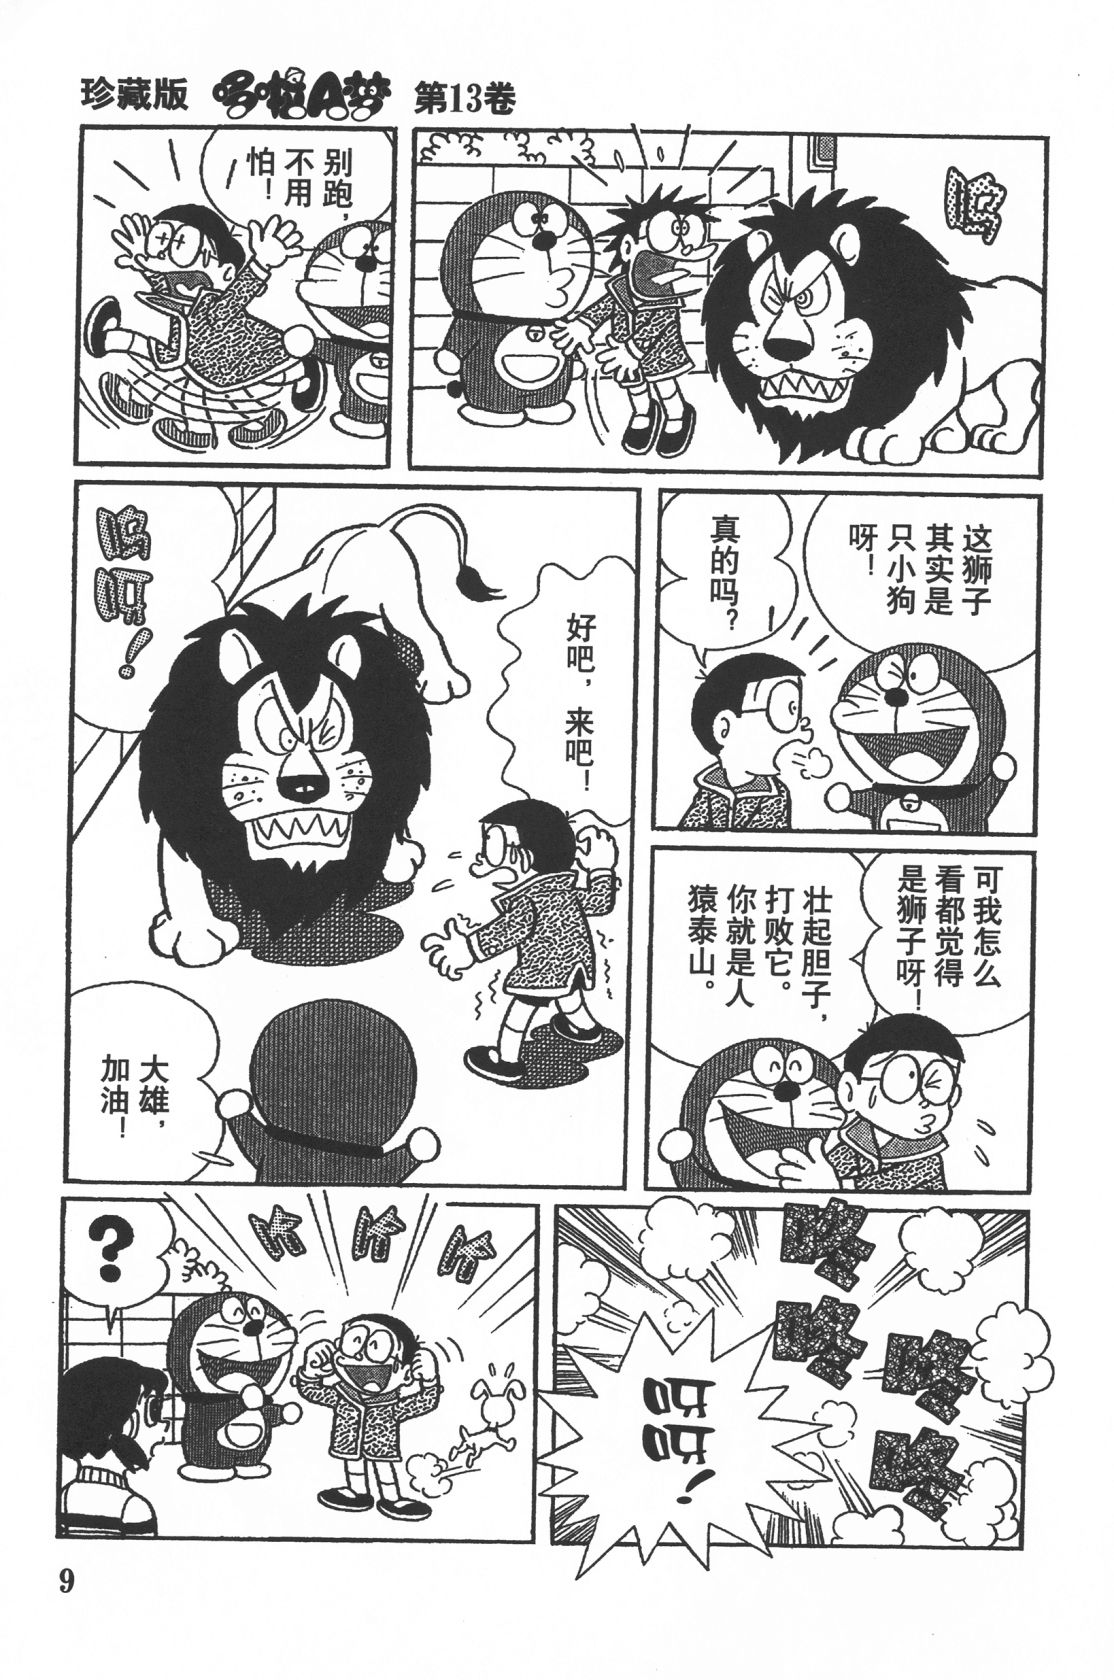 珍藏版 哆啦A梦 第13卷
呜
别跑，
不用
怕！
这狮子
其实是
只小狗
呀！
真的吗？
可我怎么
看都觉得
是狮子呀！
壮起胆子，
打败它。
你就是人
猿泰山。
好吧，来吧！
呜呀！
大雄，
加油！
咚咚
咚咚
？
9